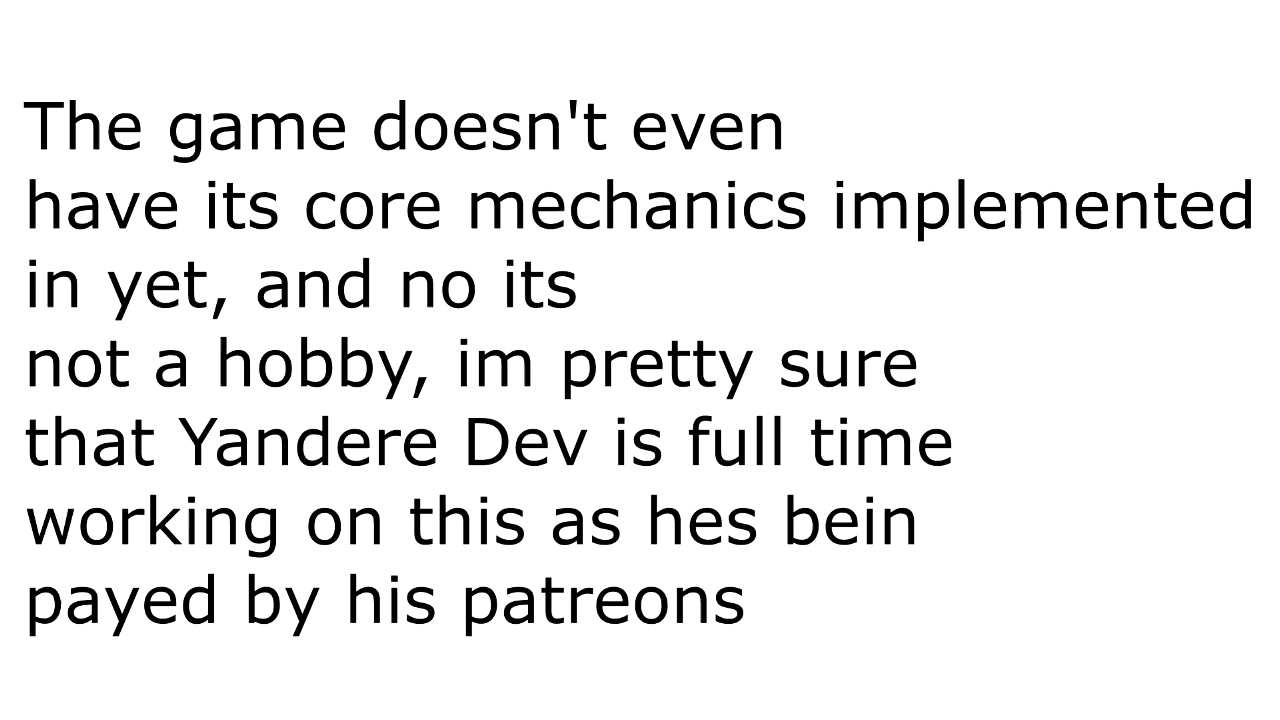 The game doesn't even
have its core mechanics implemented
in yet, and no its
not a hobby, im pretty sure
that Yandere Dev is full time
working on this as hes bein
payed by his patreons